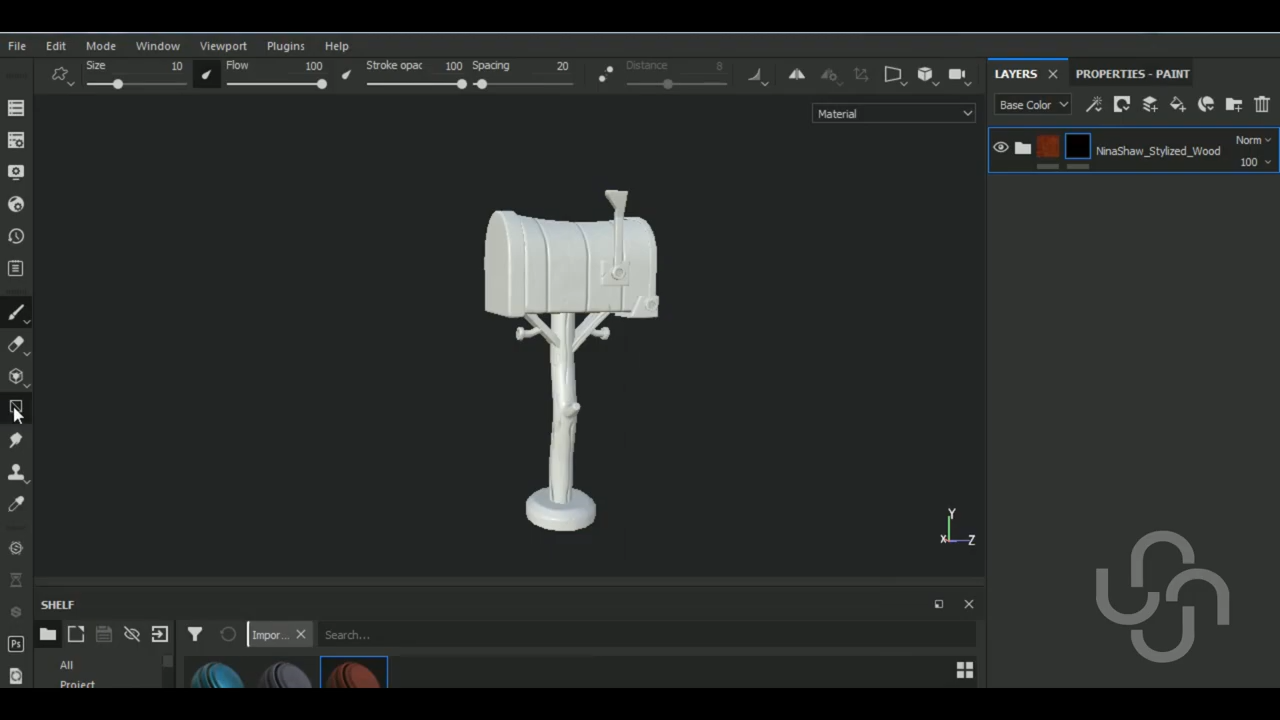 File Edit Mode Window Viewport Plugins Help
Size 10 Flow 100 Stroke opac 100 Spacing 20 Distance 8
LAYERS PROPERTIES - PAINT
Base Color
Material
NinaShaw_Stylized_Wood Norm
100
Y
X Z
SHELF
Impor... Search...
All
Project
Ps